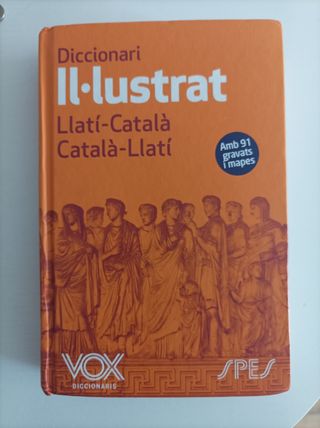 Diccionari
Il·lustrat
Llatí-Català
Català-Llatí
Amb 91
gravats
i mapes
VOX
DICCIONARIS
SPES